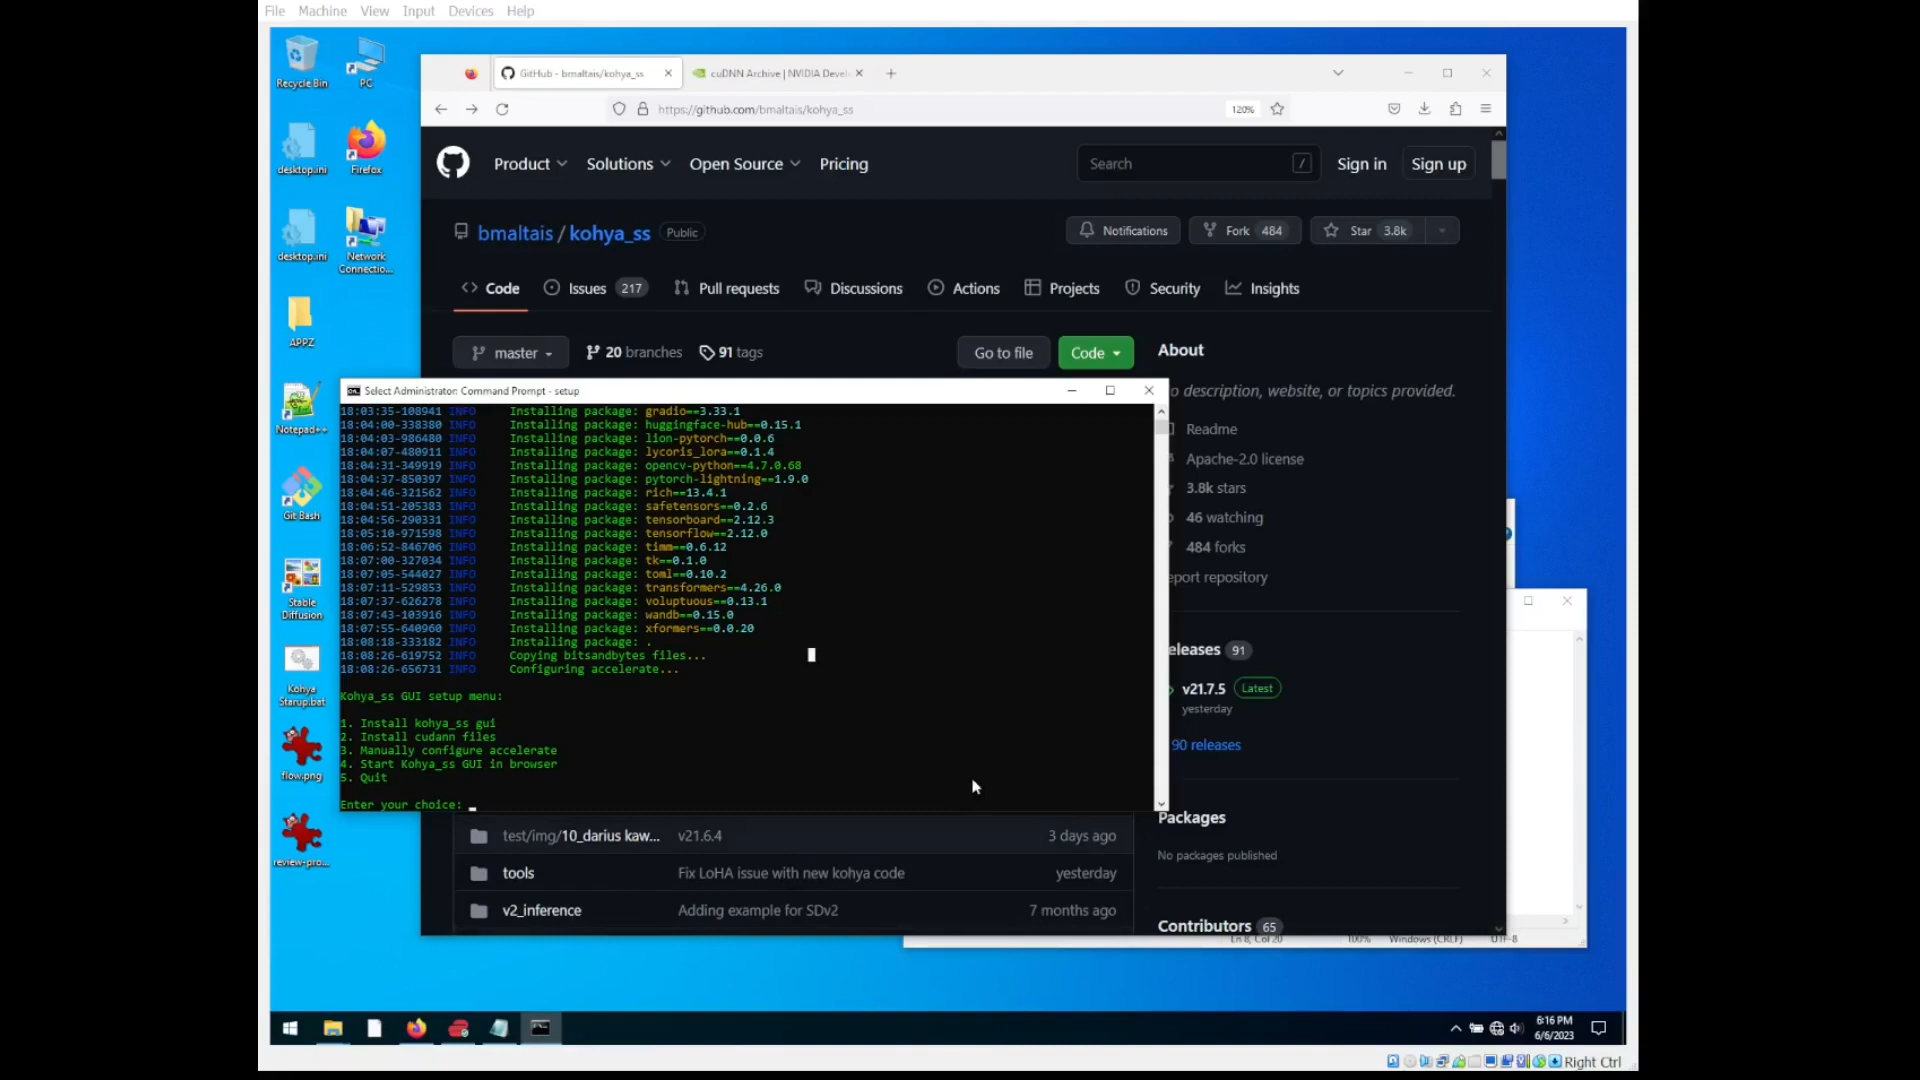 File Machine View Input Devices Help
Recycle Bin
PC
desktop.ini
Firefox
desktop.ini
Network
Connectio...
APPZ
Notepad++
Git Bash
Stable
Diffusion
Kohya
Starup.bat
flow.png
review-pro...
GitHub - bmaltais/kohya_ss
cuDNN Archive | NVIDIA Devel
https://github.com/bmaltais/kohya_ss
120%
Product Solutions Open Source Pricing
Search /
Sign in Sign up
bmaltais / kohya_ss Public
Notifications Fork 484 Star 3.8k
Code Issues 217 Pull requests Discussions Actions Projects Security Insights
master 20 branches 91 tags Go to file Code
About
o description, website, or topics provided.
Readme
Apache-2.0 license
3.8k stars
46 watching
484 forks
eport repository
eleases 91
v21.7.5 Latest
yesterday
90 releases
Packages
No packages published
Contributors 65
Select Administrator: Command Prompt - setup
18:03:35-108941 INFO Installing package: gradio==3.33.1
18:04:00-338380 INFO Installing package: huggingface-hub==0.15.1
18:04:03-986480 INFO Installing package: lion-pytorch==0.0.6
18:04:07-480911 INFO Installing package: lycoris_lora==0.1.4
18:04:31-349919 INFO Installing package: opencv-python==4.7.0.68
18:04:37-850397 INFO Installing package: pytorch-lightning==1.9.0
18:04:46-321562 INFO Installing package: rich==13.4.1
18:04:51-205383 INFO Installing package: safetensors==0.2.6
18:04:56-290331 INFO Installing package: tensorboard==2.12.3
18:05:10-971598 INFO Installing package: tensorflow==2.12.0
18:06:52-846706 INFO Installing package: timm==0.6.12
18:07:00-327034 INFO Installing package: tk==0.1.0
18:07:05-544027 INFO Installing package: toml==0.10.2
18:07:11-529853 INFO Installing package: transformers==4.26.0
18:07:37-626278 INFO Installing package: voluptuous==0.13.1
18:07:43-103916 INFO Installing package: wandb==0.15.0
18:07:55-640960 INFO Installing package: xformers==0.0.20
18:08:18-333182 INFO Installing package: .
18:08:26-619752 INFO Copying bitsandbytes files...
18:08:26-656731 INFO Configuring accelerate...
Kohya_ss GUI setup menu:
1. Install kohya_ss gui
2. Install cudann files
3. Manually configure accelerate
4. Start Kohya_ss GUI in browser
5. Quit
Enter your choice:
test/img/10_darius kaw... v21.6.4 3 days ago
tools Fix LoHA issue with new kohya code yesterday
v2_inference Adding example for SDv2 7 months ago
Ln 8, Col 20 100% Windows (CRLF) UTF-8
6:16 PM
6/6/2023
Right Ctrl